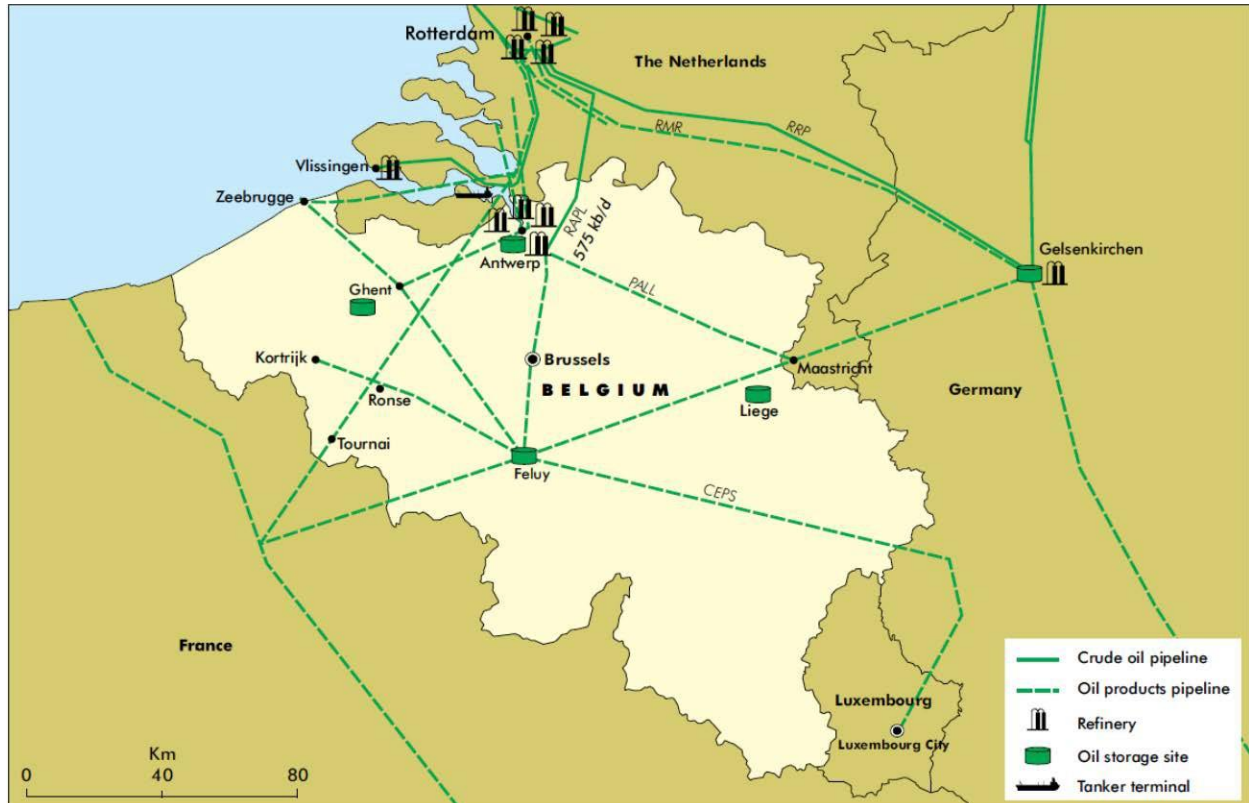 Rotterdam
The Netherlands
RMR
RRP
Vlissingen
Zeebrugge
RAPL
575 kb/d
Gelsenkirchen
Antwerp
Ghent
PALL
Kortrijk
Brussels
Maastricht
BELGIUM
Germany
Ronse
Liege
Tournai
Feluy
CEPS
France
Luxembourg
Luxembourg City
Km
0 40 80
Crude oil pipeline
Oil products pipeline
Refinery
Oil storage site
Tanker terminal